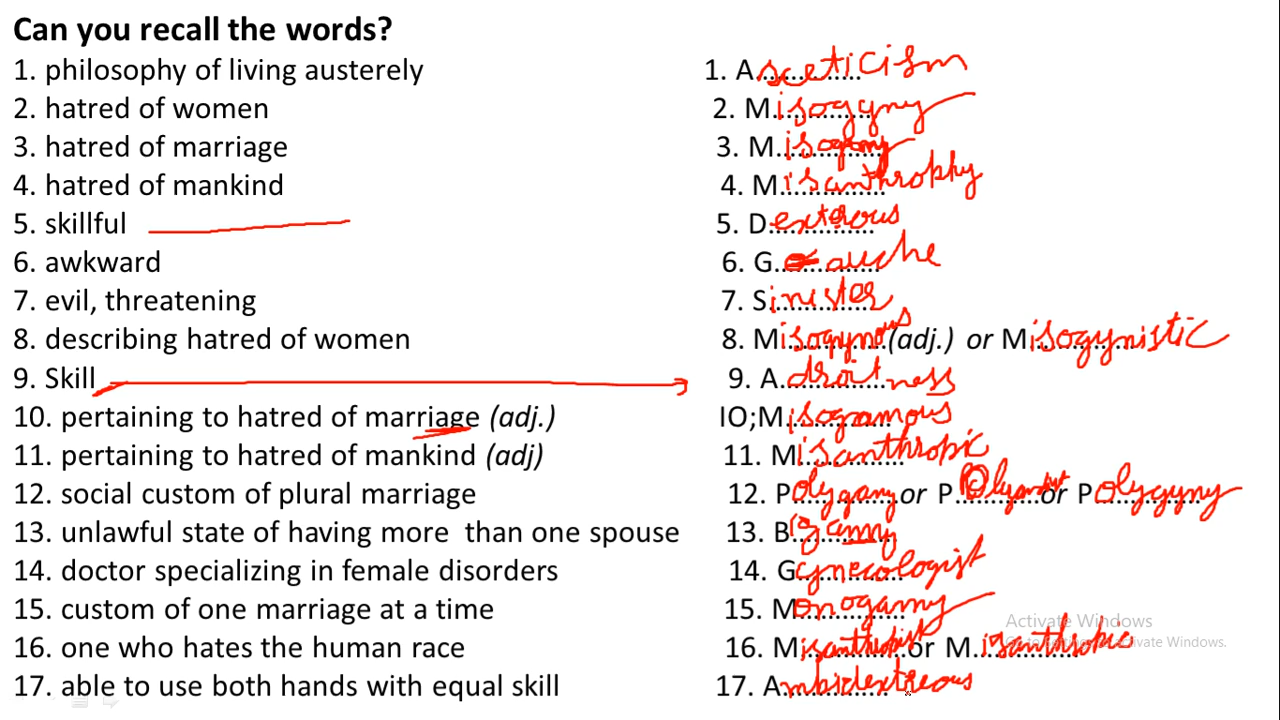 Can you recall the words?
1. philosophy of living austerely 1. Asceticism
2. hatred of women 2. Misogyny
3. hatred of marriage 3. Misogamy
4. hatred of mankind 4. Misanthrophy
5. skillful 5. Dexterous
6. awkward 6. Gauche
7. evil, threatening 7. Sinester
8. describing hatred of women 8. Misogynous (adj.) or Misogynistic
9. Skill 9. Adroitness
10. pertaining to hatred of marriage (adj.) IO;Misogamous
11. pertaining to hatred of mankind (adj) 11. Misanthropic
12. social custom of plural marriage 12. Polygamy or P or Polygyny
13. unlawful state of having more than one spouse 13. Bigamy
14. doctor specializing in female disorders 14. Gynecologist
15. custom of one marriage at a time 15. Monogamy
16. one who hates the human race 16. Misanthropist or Misanthropic
17. able to use both hands with equal skill 17. Ambidextreous
Activate Windows